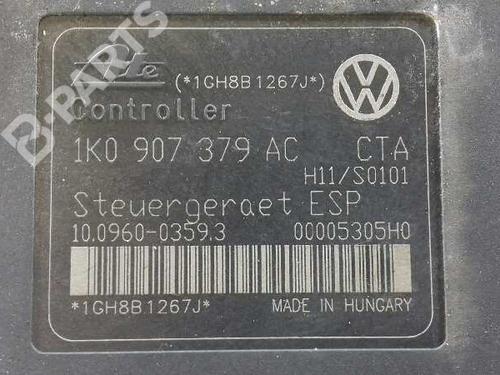 B-PARTS
Ate (*1GH8B1267J*)
Controller
1K0 907 379 AC CTA
H11/S0101
Steuergeraet ESP
10.0960-0359.3 00005305H0
*1GH8B1267J* MADE IN HUNGARY